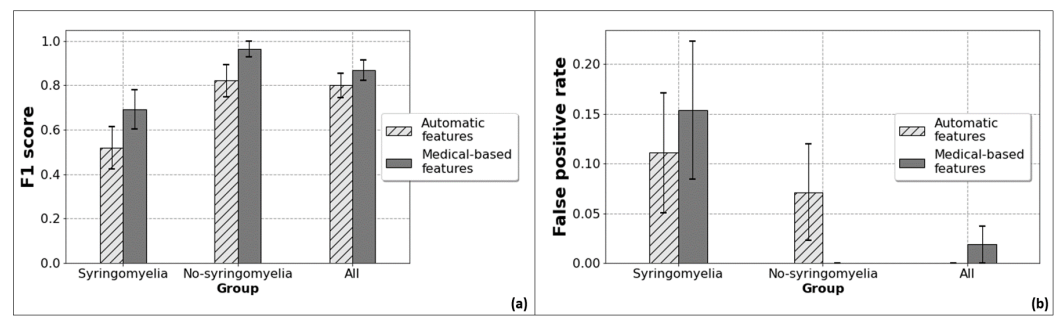 1.0
0.8
0.6
0.4
0.2
0.0
F1 score
Syringomyelia No-syringomyelia All
Group
Automatic
features
Medical-based
features
(a)
0.20
0.15
0.10
0.05
0.00
False positive rate
Syringomyelia No-syringomyelia All
Group
Automatic
features
Medical-based
features
(b)